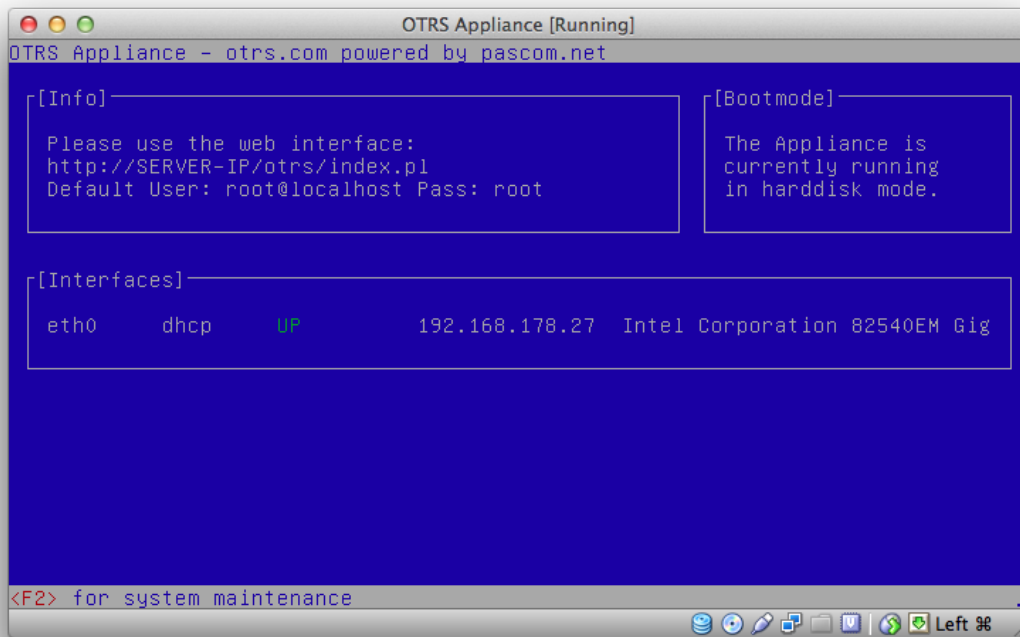 OTRS Appliance [Running]
OTRS Appliance - otrs.com powered by pascom.net
[Info]
Please use the web interface:
http://SERVER-IP/otrs/index.pl
Default User: root@localhost Pass: root
[Bootmode]
The Appliance is
currently running
in harddisk mode.
[Interfaces]
eth0 dhcp UP 192.168.178.27 Intel Corporation 82540EM Gig
<F2> for system maintenance
Left ⌘